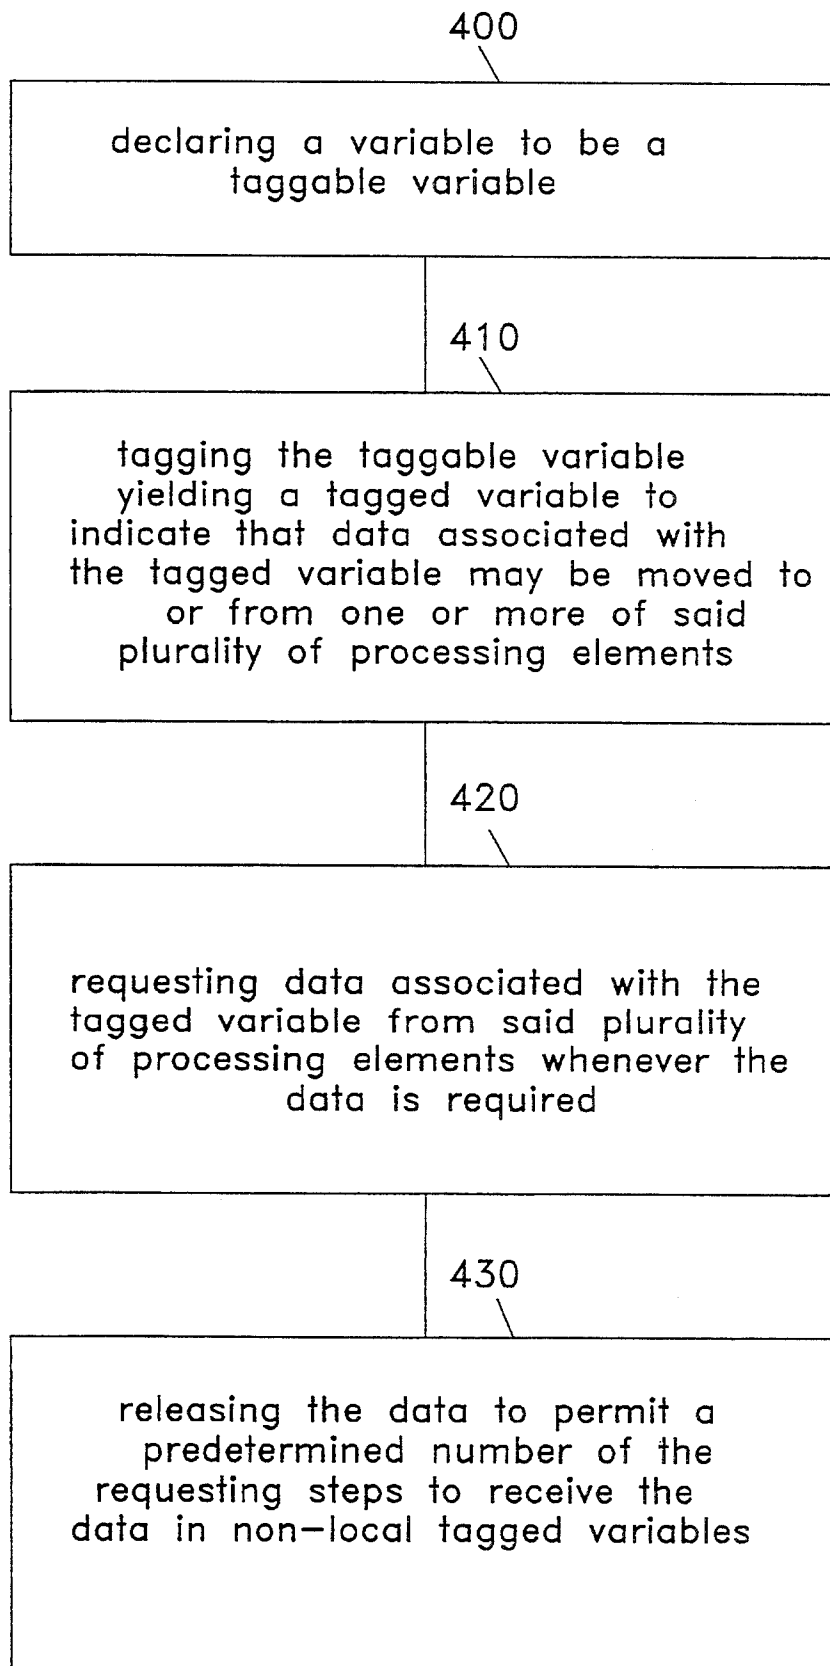 400
declaring a variable to be a
taggable variable
410
tagging the taggable variable
yielding a tagged variable to
indicate that data associated with
the tagged variable may be moved to
or from one or more of said
plurality of processing elements
420
requesting data associated with the
tagged variable from said plurality
of processing elements whenever the
data is required
430
releasing the data to permit a
predetermined number of the
requesting steps to receive the
data in non-local tagged variables